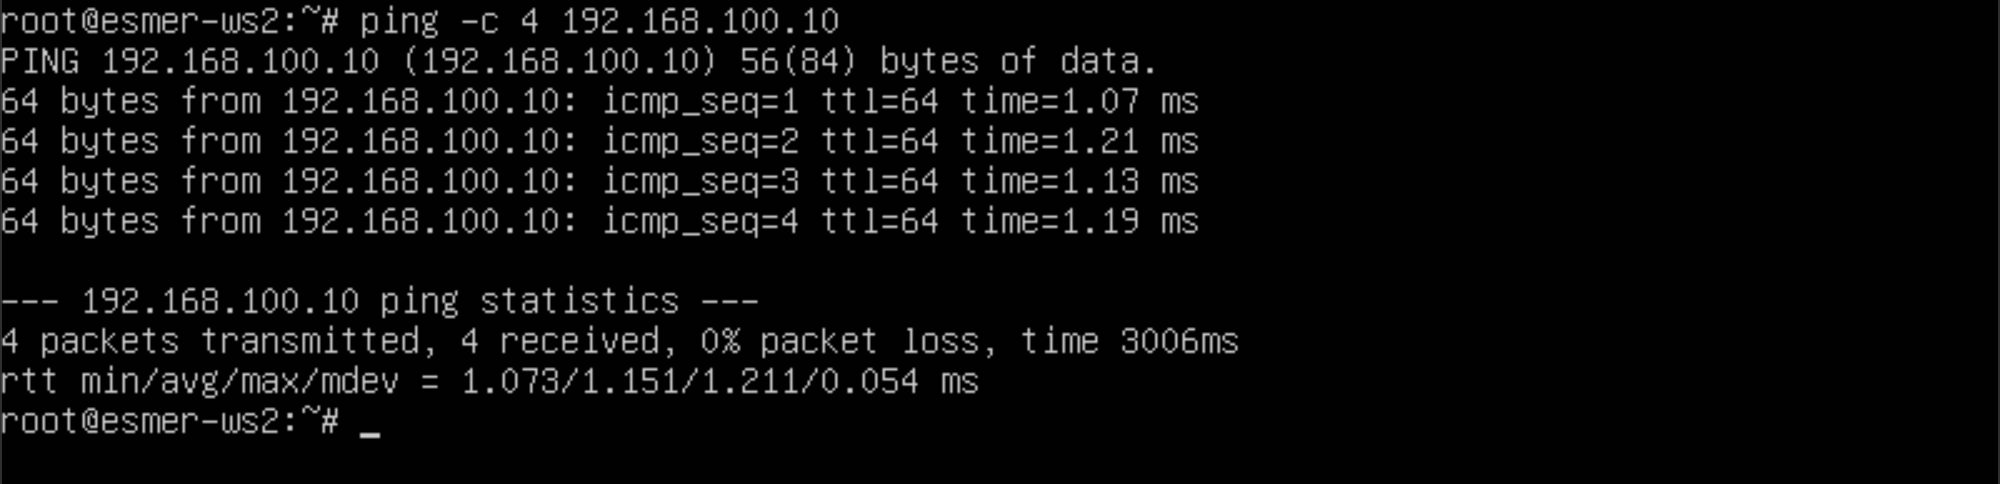 root@esmer-ws2:~# ping -c 4 192.168.100.10
PING 192.168.100.10 (192.168.100.10) 56(84) bytes of data.
64 bytes from 192.168.100.10: icmp_seq=1 ttl=64 time=1.07 ms
64 bytes from 192.168.100.10: icmp_seq=2 ttl=64 time=1.21 ms
64 bytes from 192.168.100.10: icmp_seq=3 ttl=64 time=1.13 ms
64 bytes from 192.168.100.10: icmp_seq=4 ttl=64 time=1.19 ms
--- 192.168.100.10 ping statistics ---
4 packets transmitted, 4 received, 0% packet loss, time 3006ms
rtt min/avg/max/mdev = 1.073/1.151/1.211/0.054 ms
root@esmer-ws2:~# _